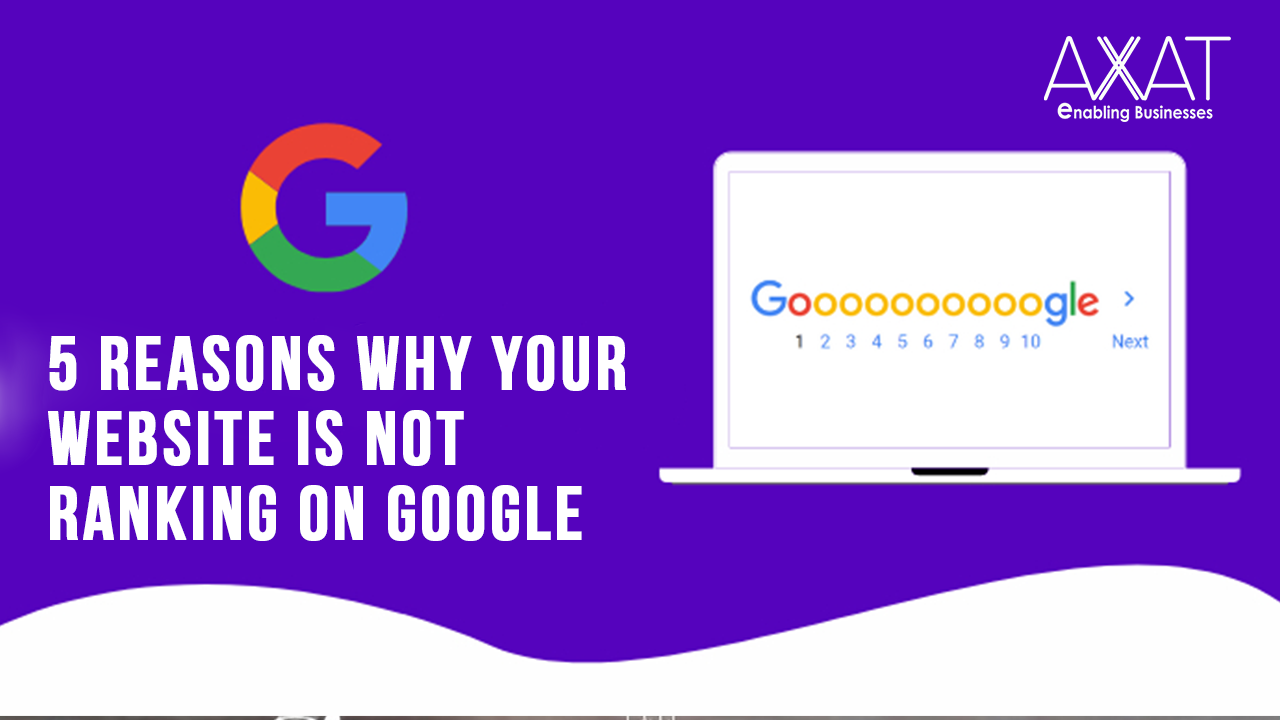 AXAT
enabling Businesses
Goooooooooogle >
1 2 3 4 5 6 7 8 9 10 Next
5 REASONS WHY YOUR
WEBSITE IS NOT
RANKING ON GOOGLE